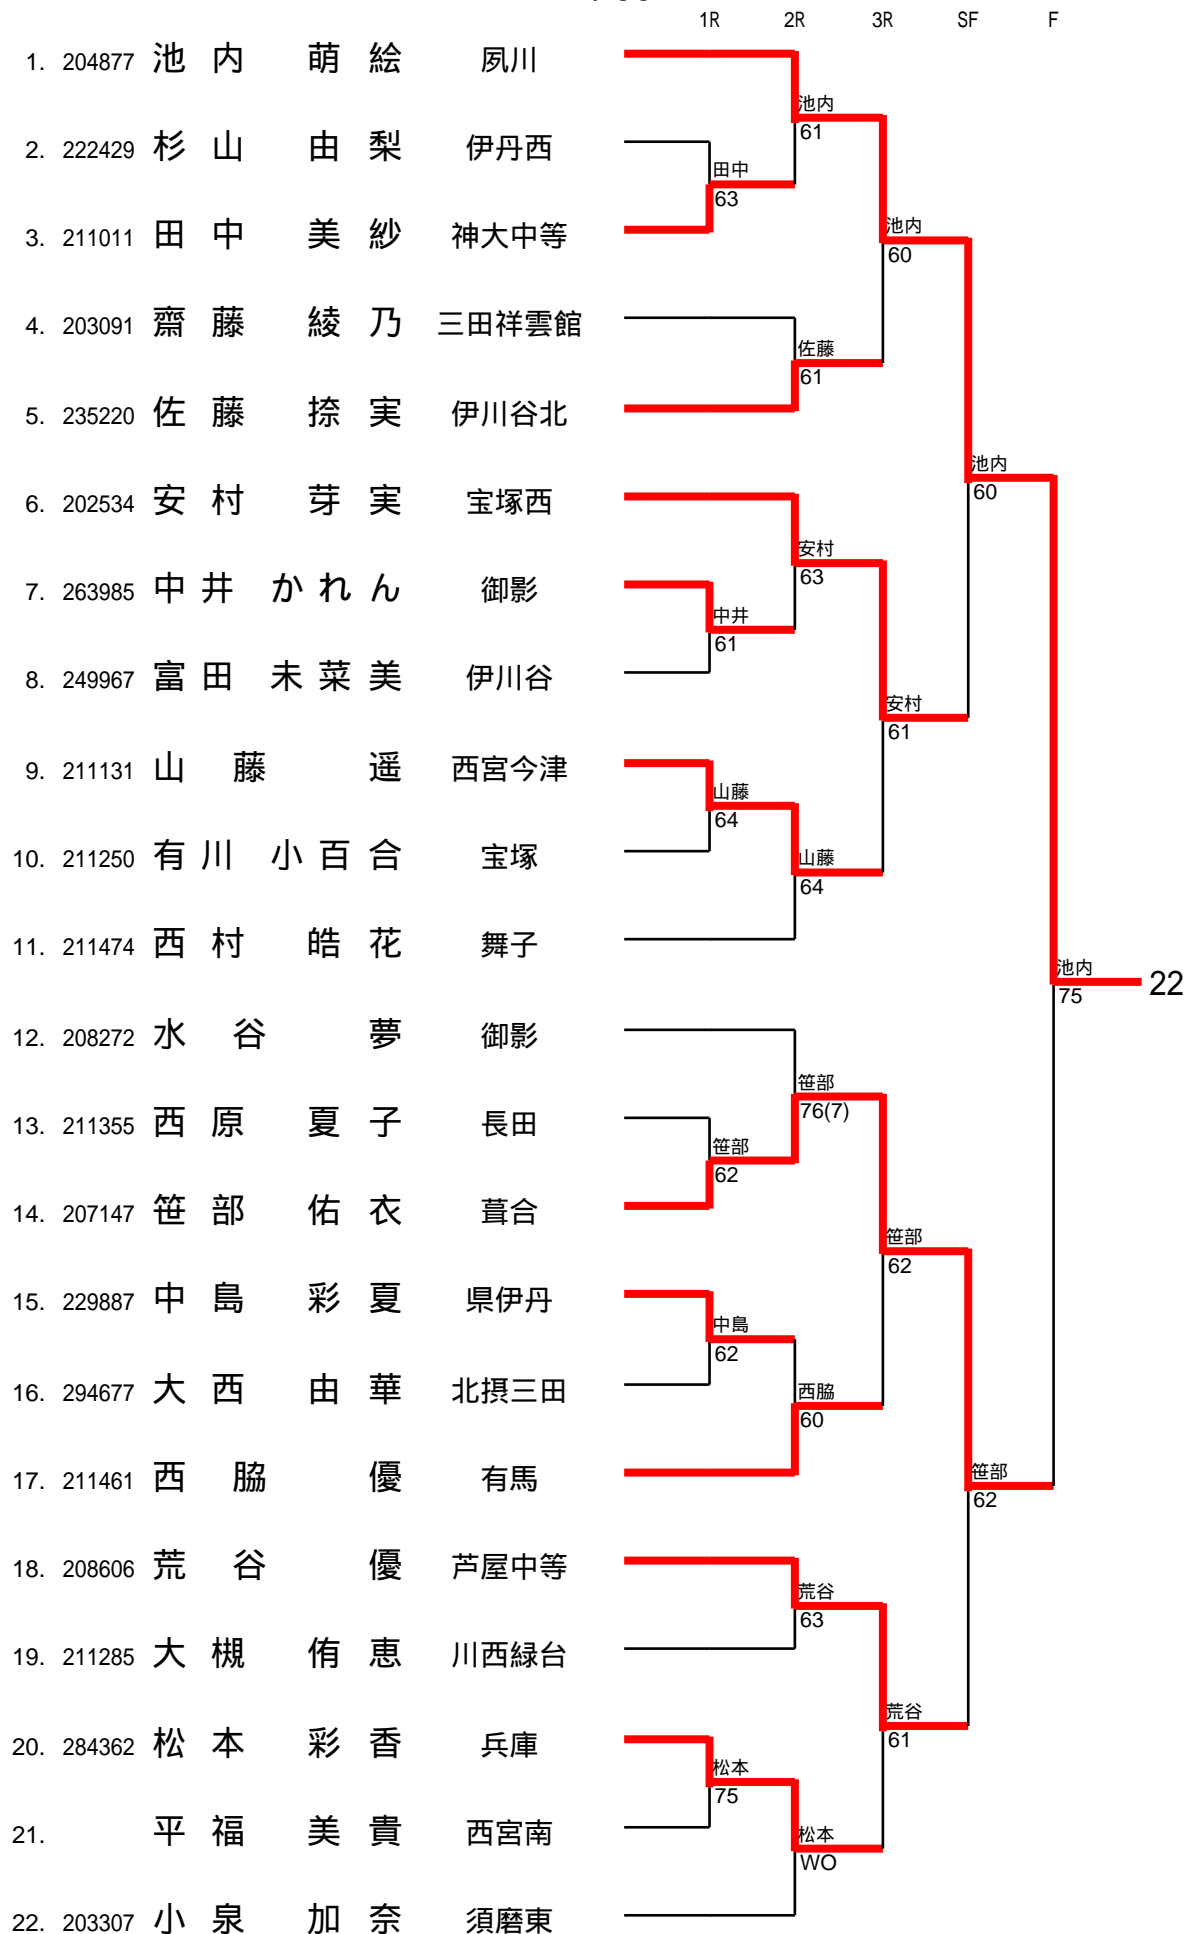 1R 2R 3R SF F
1. 204877 池内 萌絵 夙川
池内
61
2. 222429 杉山 由梨 伊丹西
田中
63
3. 211011 田中 美紗 神大中等
池内
60
4. 203091 齋藤 綾乃 三田祥雲館
佐藤
61
5. 235220 佐藤 捺実 伊川谷北
池内
60
6. 202534 安村 芽実 宝塚西
安村
63
7. 263985 中井 かれん 御影
中井
61
8. 249967 富田 未菜美 伊川谷
安村
61
9. 211131 山藤 遥 西宮今津
山藤
64
10. 211250 有川 小百合 宝塚
山藤
64
11. 211474 西村 皓花 舞子
池内
75
22
12. 208272 水谷 夢 御影
笹部
76(7)
13. 211355 西原 夏子 長田
笹部
62
14. 207147 笹部 佑衣 葺合
笹部
62
15. 229887 中島 彩夏 県伊丹
中島
62
16. 294677 大西 由華 北摂三田
西脇
60
17. 211461 西脇 優 有馬
笹部
62
18. 208606 荒谷 優 芦屋中等
荒谷
63
19. 211285 大槻 侑恵 川西緑台
荒谷
61
20. 284362 松本 彩香 兵庫
松本
75
21. 平福 美貴 西宮南
松本
WO
22. 203307 小泉 加奈 須磨東